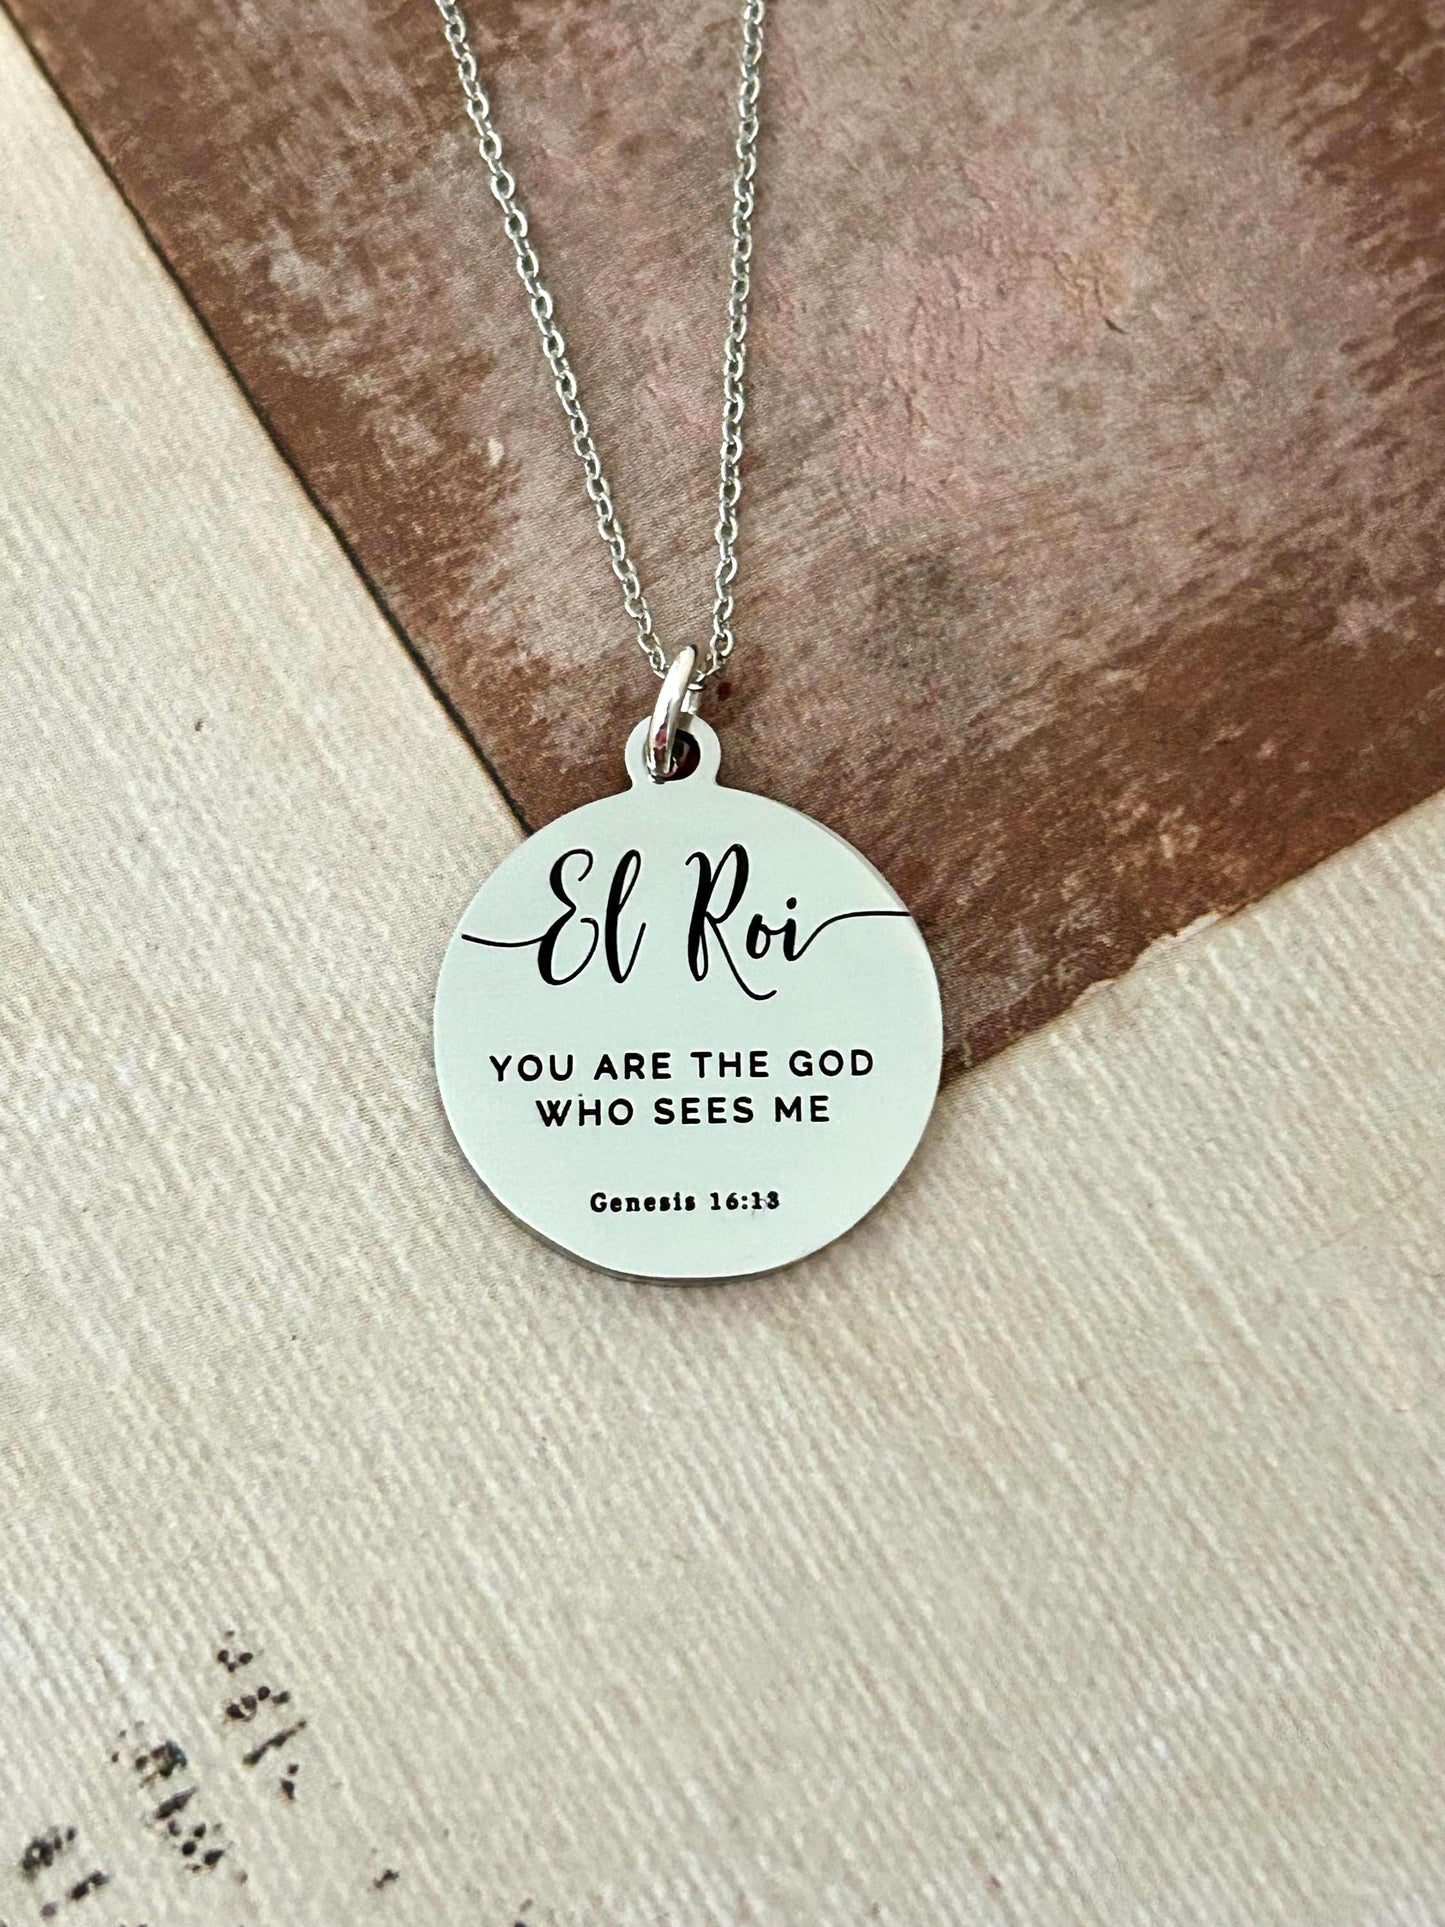 El Roi
YOU ARE THE GOD
WHO SEES ME
Genesis 16:13